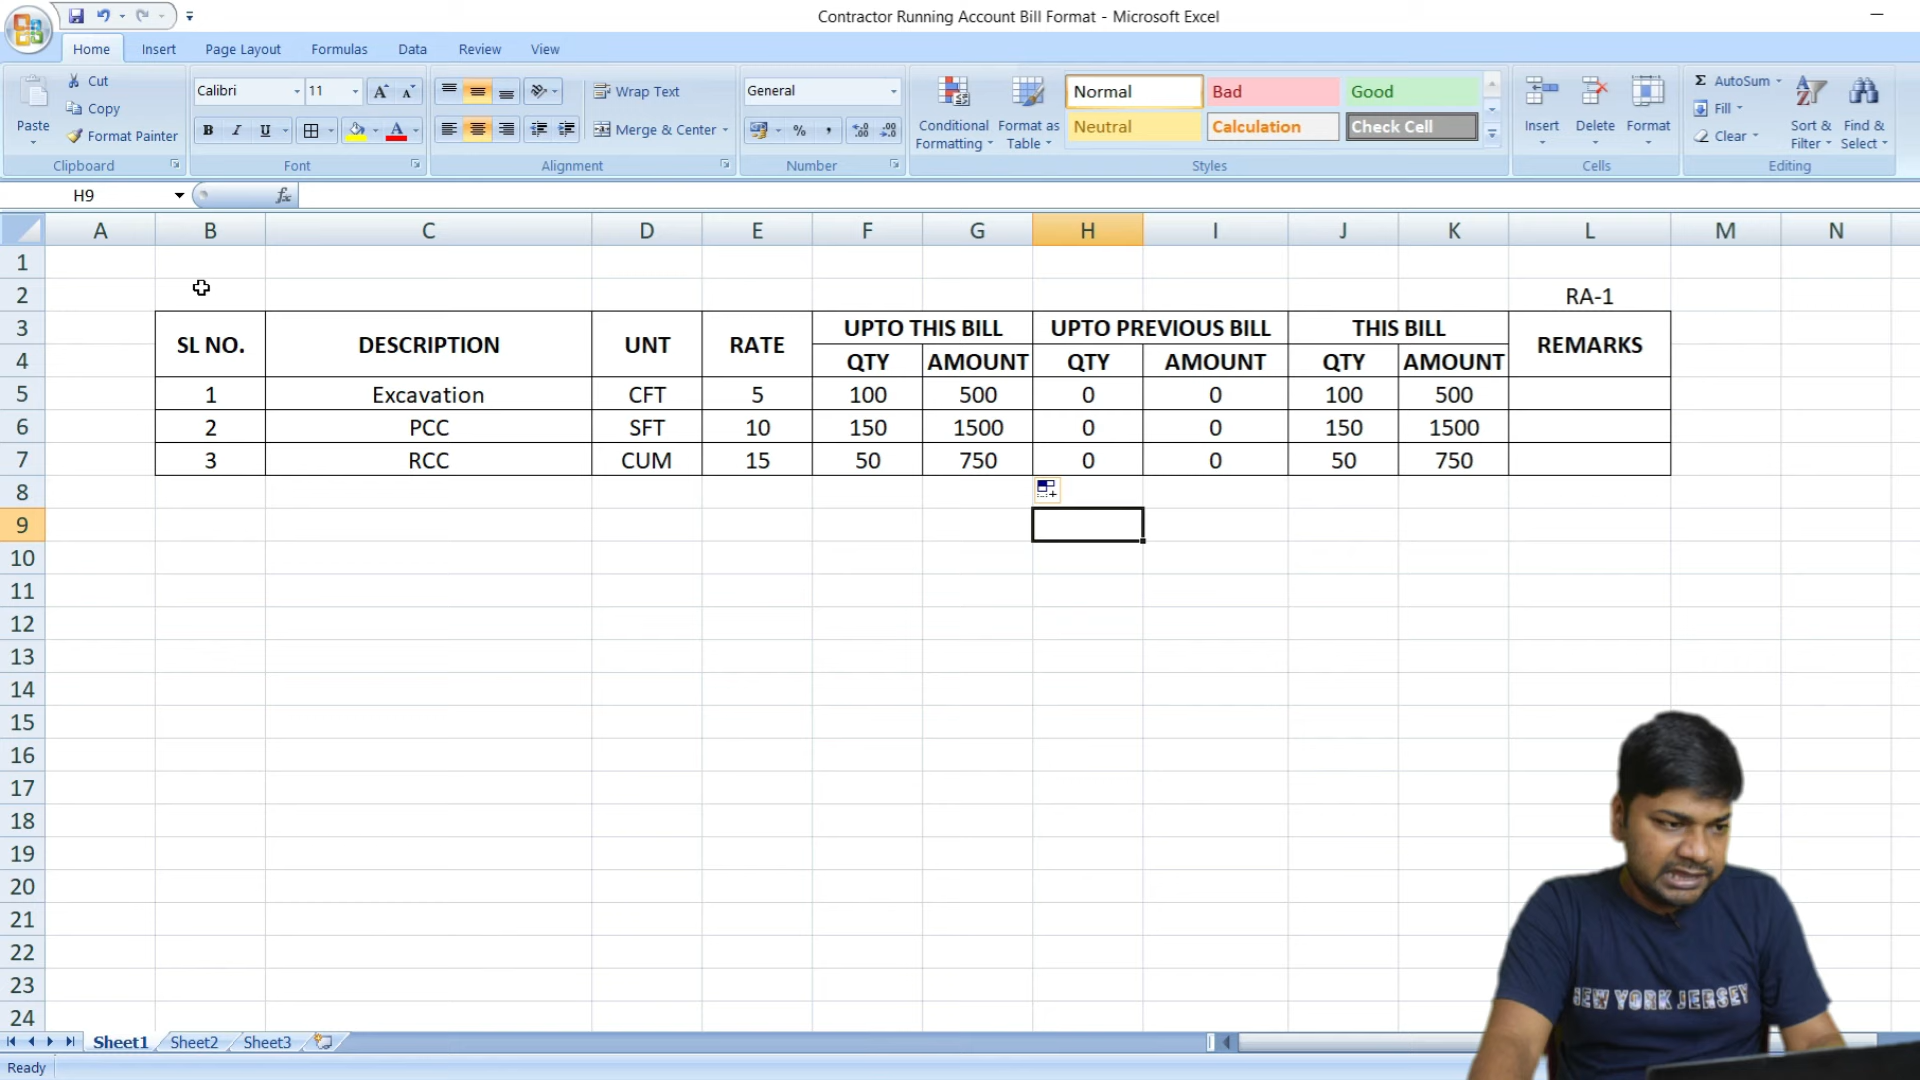 Contractor Running Account Bill Format - Microsoft Excel
Home Insert Page Layout Formulas Data Review View
Paste
Cut
Copy
Format Painter
Clipboard
Calibri 11
B I U
Font
Wrap Text
Merge & Center
Alignment
General
%
Number
Conditional Formatting
Format as Table
Normal Bad Good
Neutral Calculation Check Cell
Styles
Insert Delete Format
Cells
Σ AutoSum
Fill
Clear
Sort & Filter
Find & Select
Editing
H9 fx
A B C D E F G H I J K L M N
1
2 RA-1
3 SL NO. DESCRIPTION UNT RATE UPTO THIS BILL UPTO PREVIOUS BILL THIS BILL REMARKS
4 QTY AMOUNT QTY AMOUNT QTY AMOUNT
5 1 Excavation CFT 5 100 500 0 0 100 500
6 2 PCC SFT 10 150 1500 0 0 150 1500
7 3 RCC CUM 15 50 750 0 0 50 750
8
9
10
11
12
13
14
15
16
17
18
19
20
21
22
23
24
NEW YORK JERSEY
Sheet1 Sheet2 Sheet3
Ready